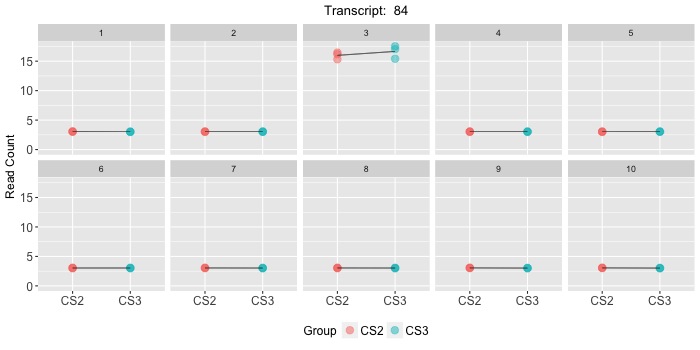 Transcript:  84
1 2 3 4 5
15
10
5
0
6 7 8 9 10
15
10
5
0
Read Count
CS2 CS3 CS2 CS3 CS2 CS3 CS2 CS3 CS2 CS3
Group CS2 CS3